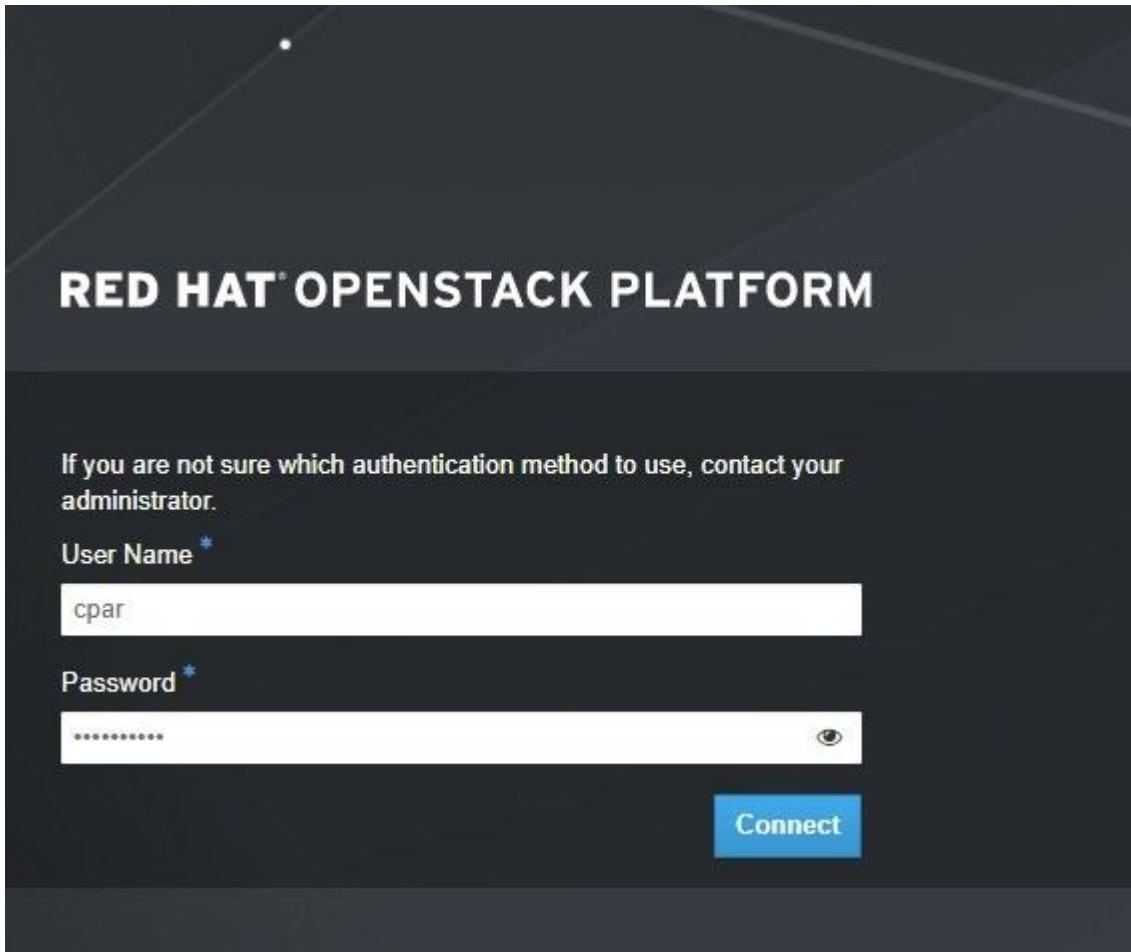 RED HAT® OPENSTACK PLATFORM
If you are not sure which authentication method to use, contact your
administrator.
User Name *
cpar
Password *
••••••••••
Connect